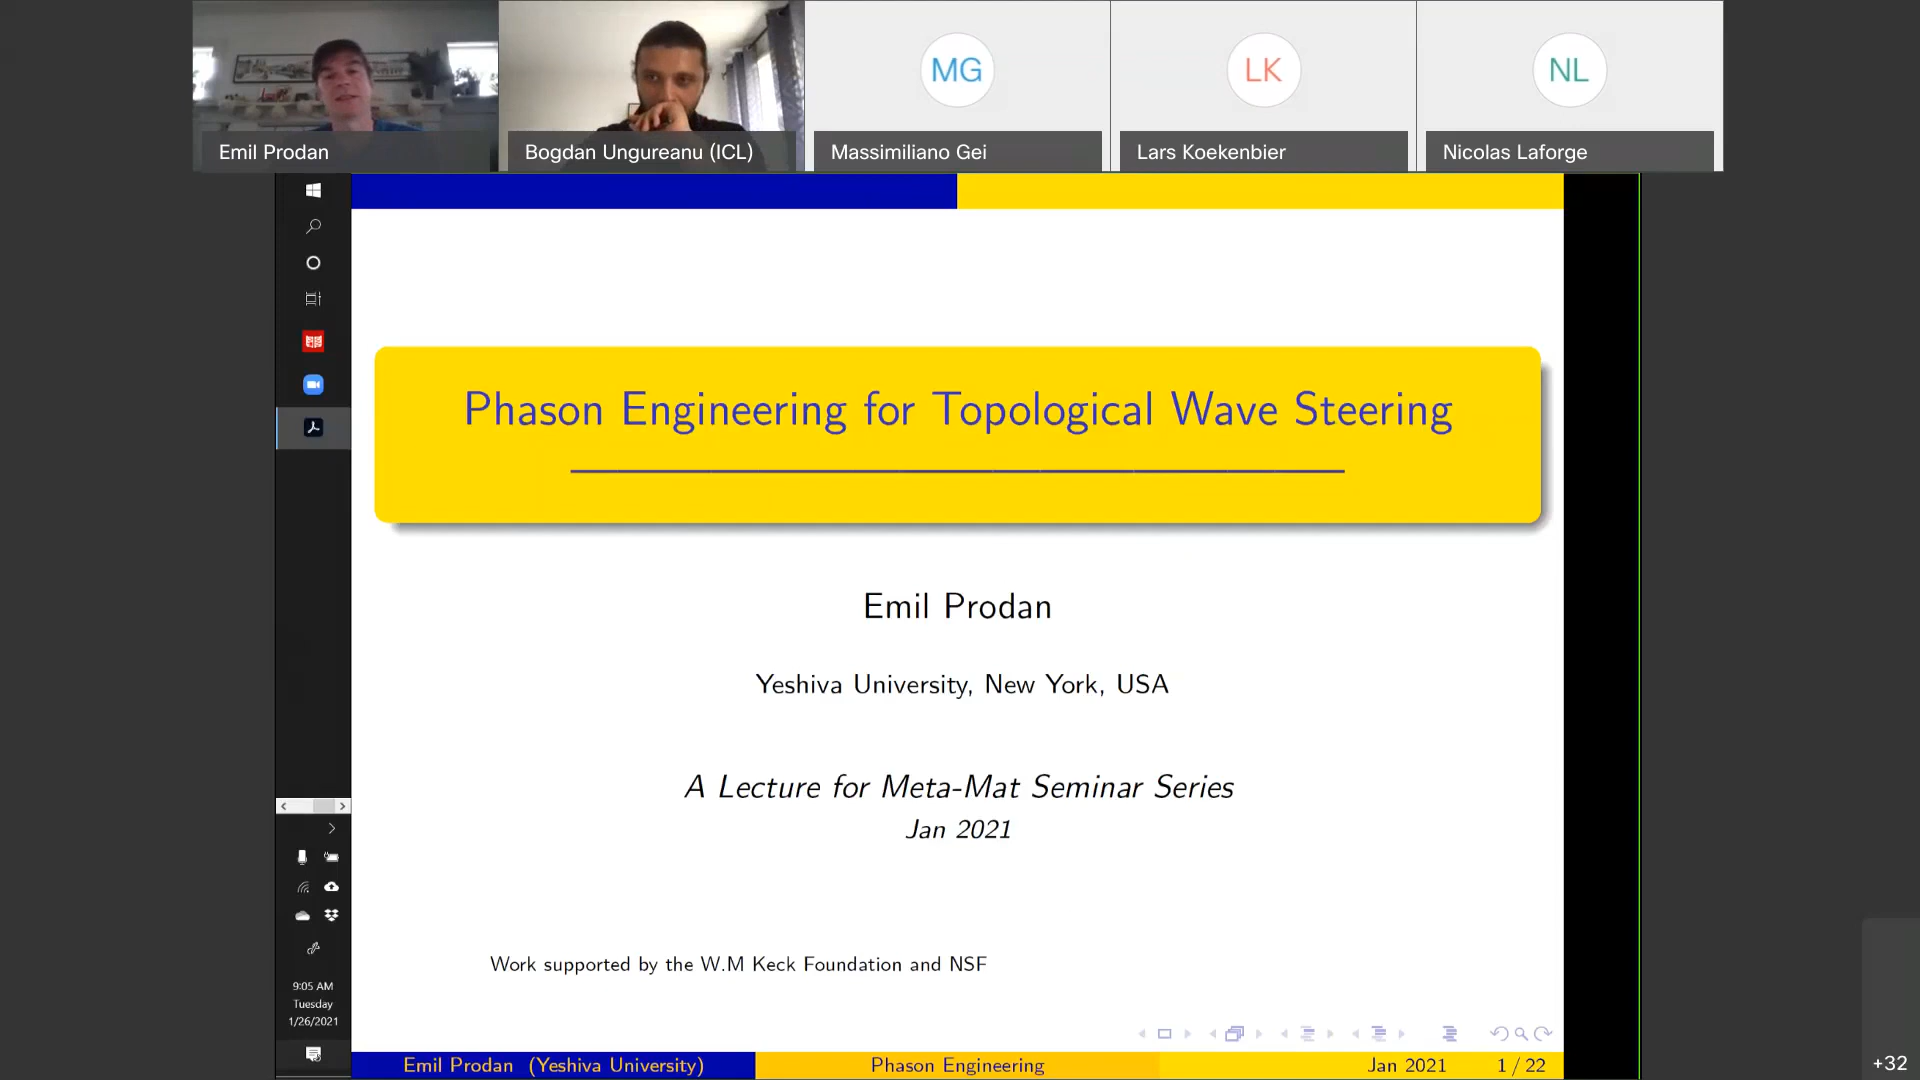 MG
LK
NL
Emil Prodan
Bogdan Ungureanu (ICL)
Massimiliano Gei
Lars Koekenbier
Nicolas Laforge
Phason Engineering for Topological Wave Steering
Emil Prodan
Yeshiva University, New York, USA
A Lecture for Meta-Mat Seminar Series
Jan 2021
Work supported by the W.M Keck Foundation and NSF
9:05 AM
Tuesday
1/26/2021
Emil Prodan (Yeshiva University)
Phason Engineering
Jan 2021
1 / 22
+32